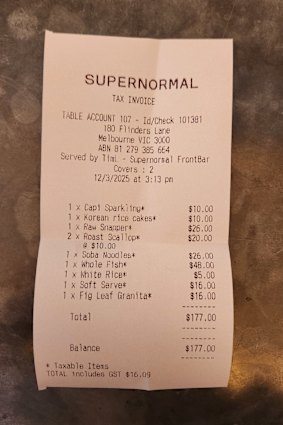 SUPERNORMAL
TAX INVOICE
TABLE ACCOUNT 107 - Id/Check 101381
180 Flinders Lane
Melbourne VIC 3000
ABN 81 279 385 664
Served by Timi - Supernormal FrontBar
Covers : 2
12/3/2025 at 3:13 pm
1 x Capi Sparkling* $10.00
1 x Korean rice cakes* $10.00
1 x Raw Snapper* $26.00
2 x Roast Scallop* $20.00
@ $10.00
1 x Soba Noodles* $26.00
1 x Whole Fish* $48.00
1 x White Rice* $5.00
1 x Soft Serve* $16.00
1 x Fig Leaf Granita* $16.00
Total $177.00
Balance $177.00
* Taxable Items
TOTAL includes GST $16.09